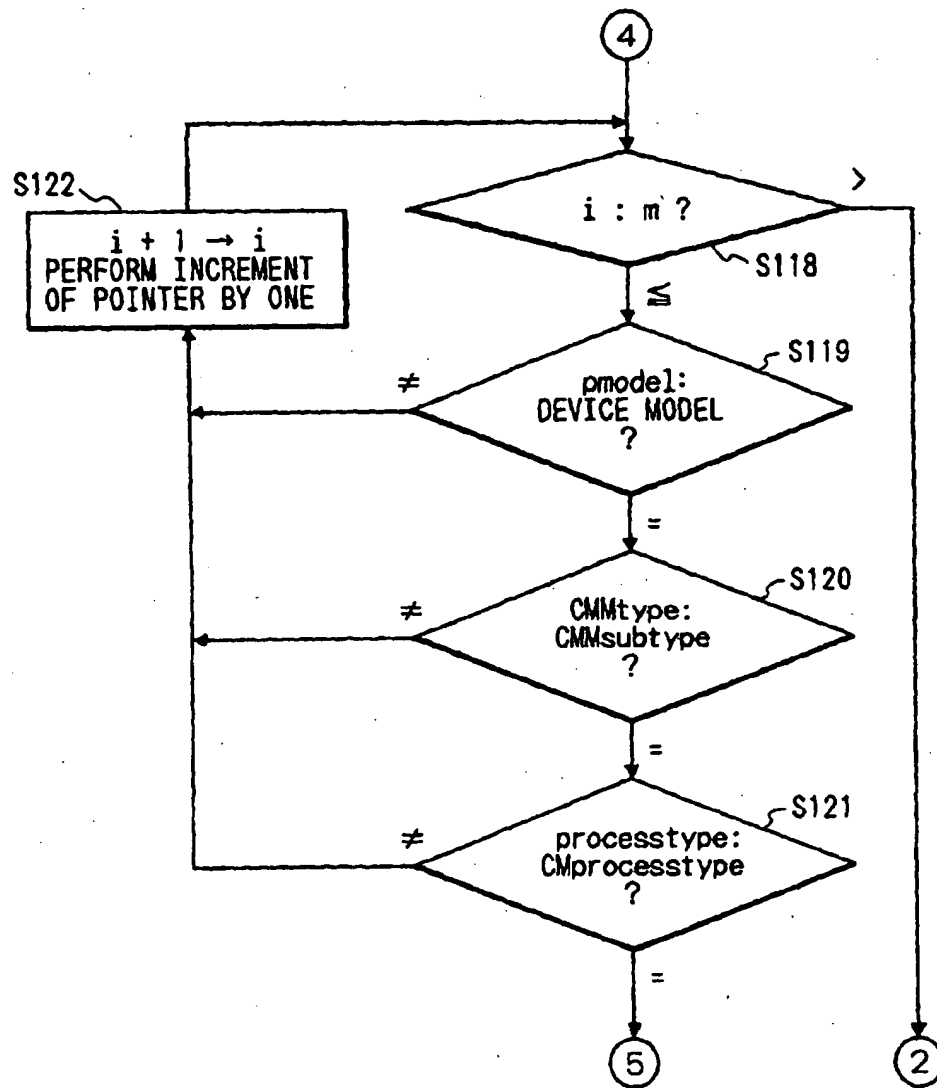 4
S122
i + 1 → i
PERFORM INCREMENT
OF POINTER BY ONE
>
i : m ?
S118
≦
S119
≠
pmodel:
DEVICE MODEL
?
=
S120
≠
CMMtype:
CMMsubtype
?
=
S121
≠
processtype:
CMprocesstype
?
=
5
2